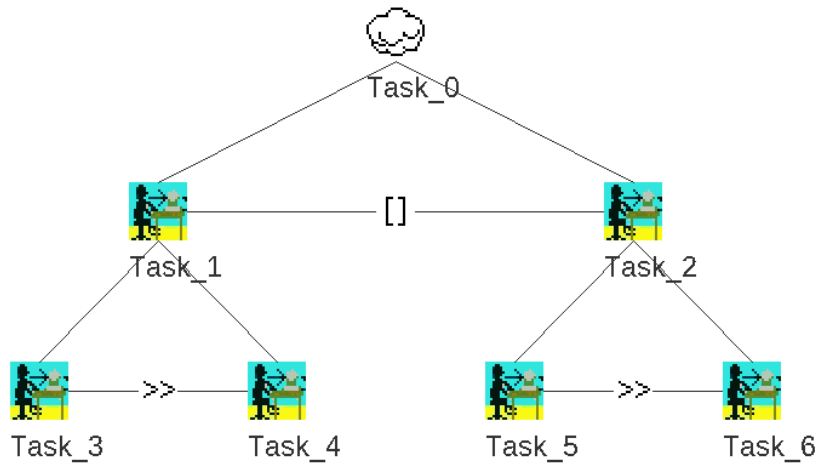 Task_0
[]
Task_1
Task_2
>>
>>
Task_3
Task_4
Task_5
Task_6